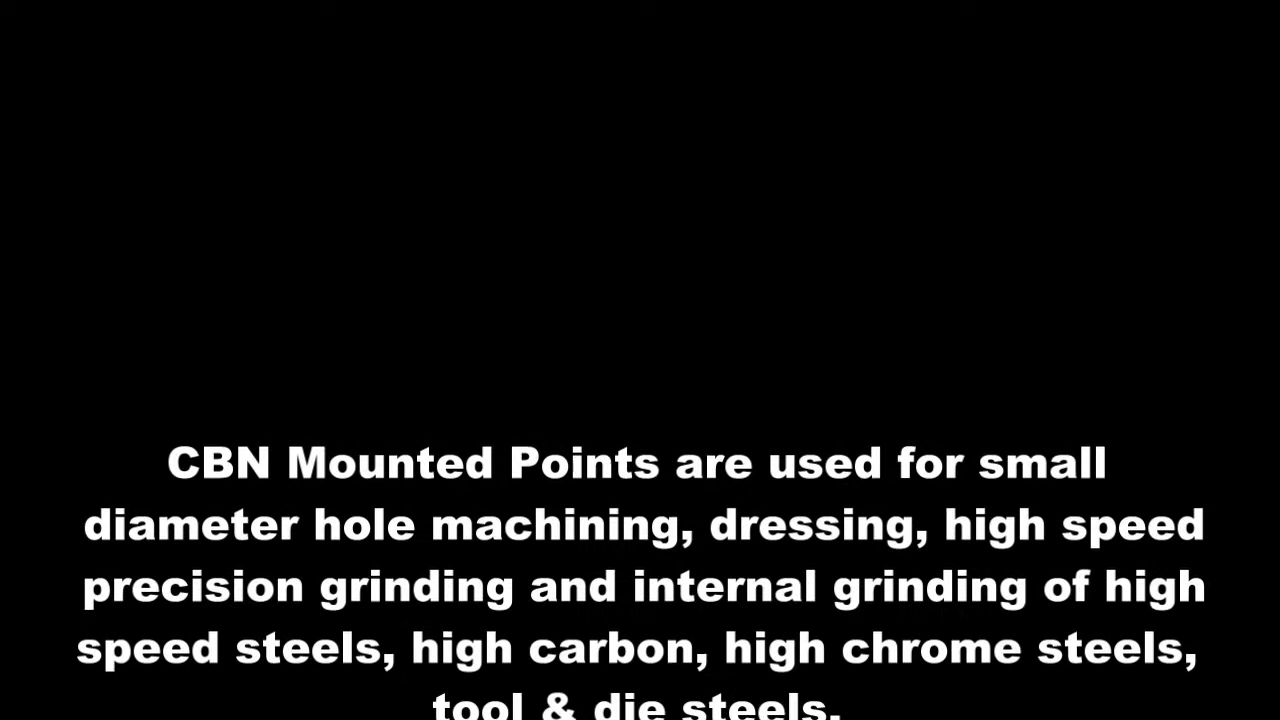 CBN Mounted Points are used for small
diameter hole machining, dressing, high speed
precision grinding and internal grinding of high
speed steels, high carbon, high chrome steels,
tool & die steels.